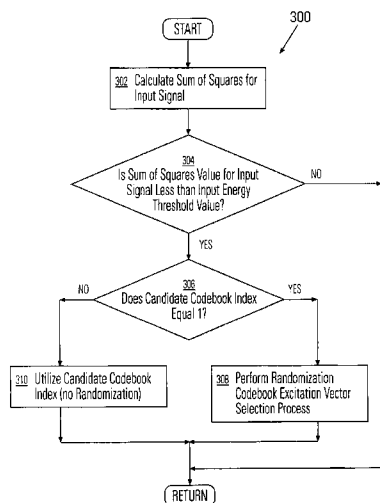 300
START
302 Calculate Sum of Squares for
Input Signal
304
Is Sum of Squares Value for Input
Signal Less than Input Energy
Threshold Value?
NO
YES
306
Does Candidate Codebook Index
Equal 1?
NO
YES
310 Utilize Candidate Codebook
Index (no Randomization)
308 Perform Randomization
Codebook Excitation Vector
Selection Process
RETURN